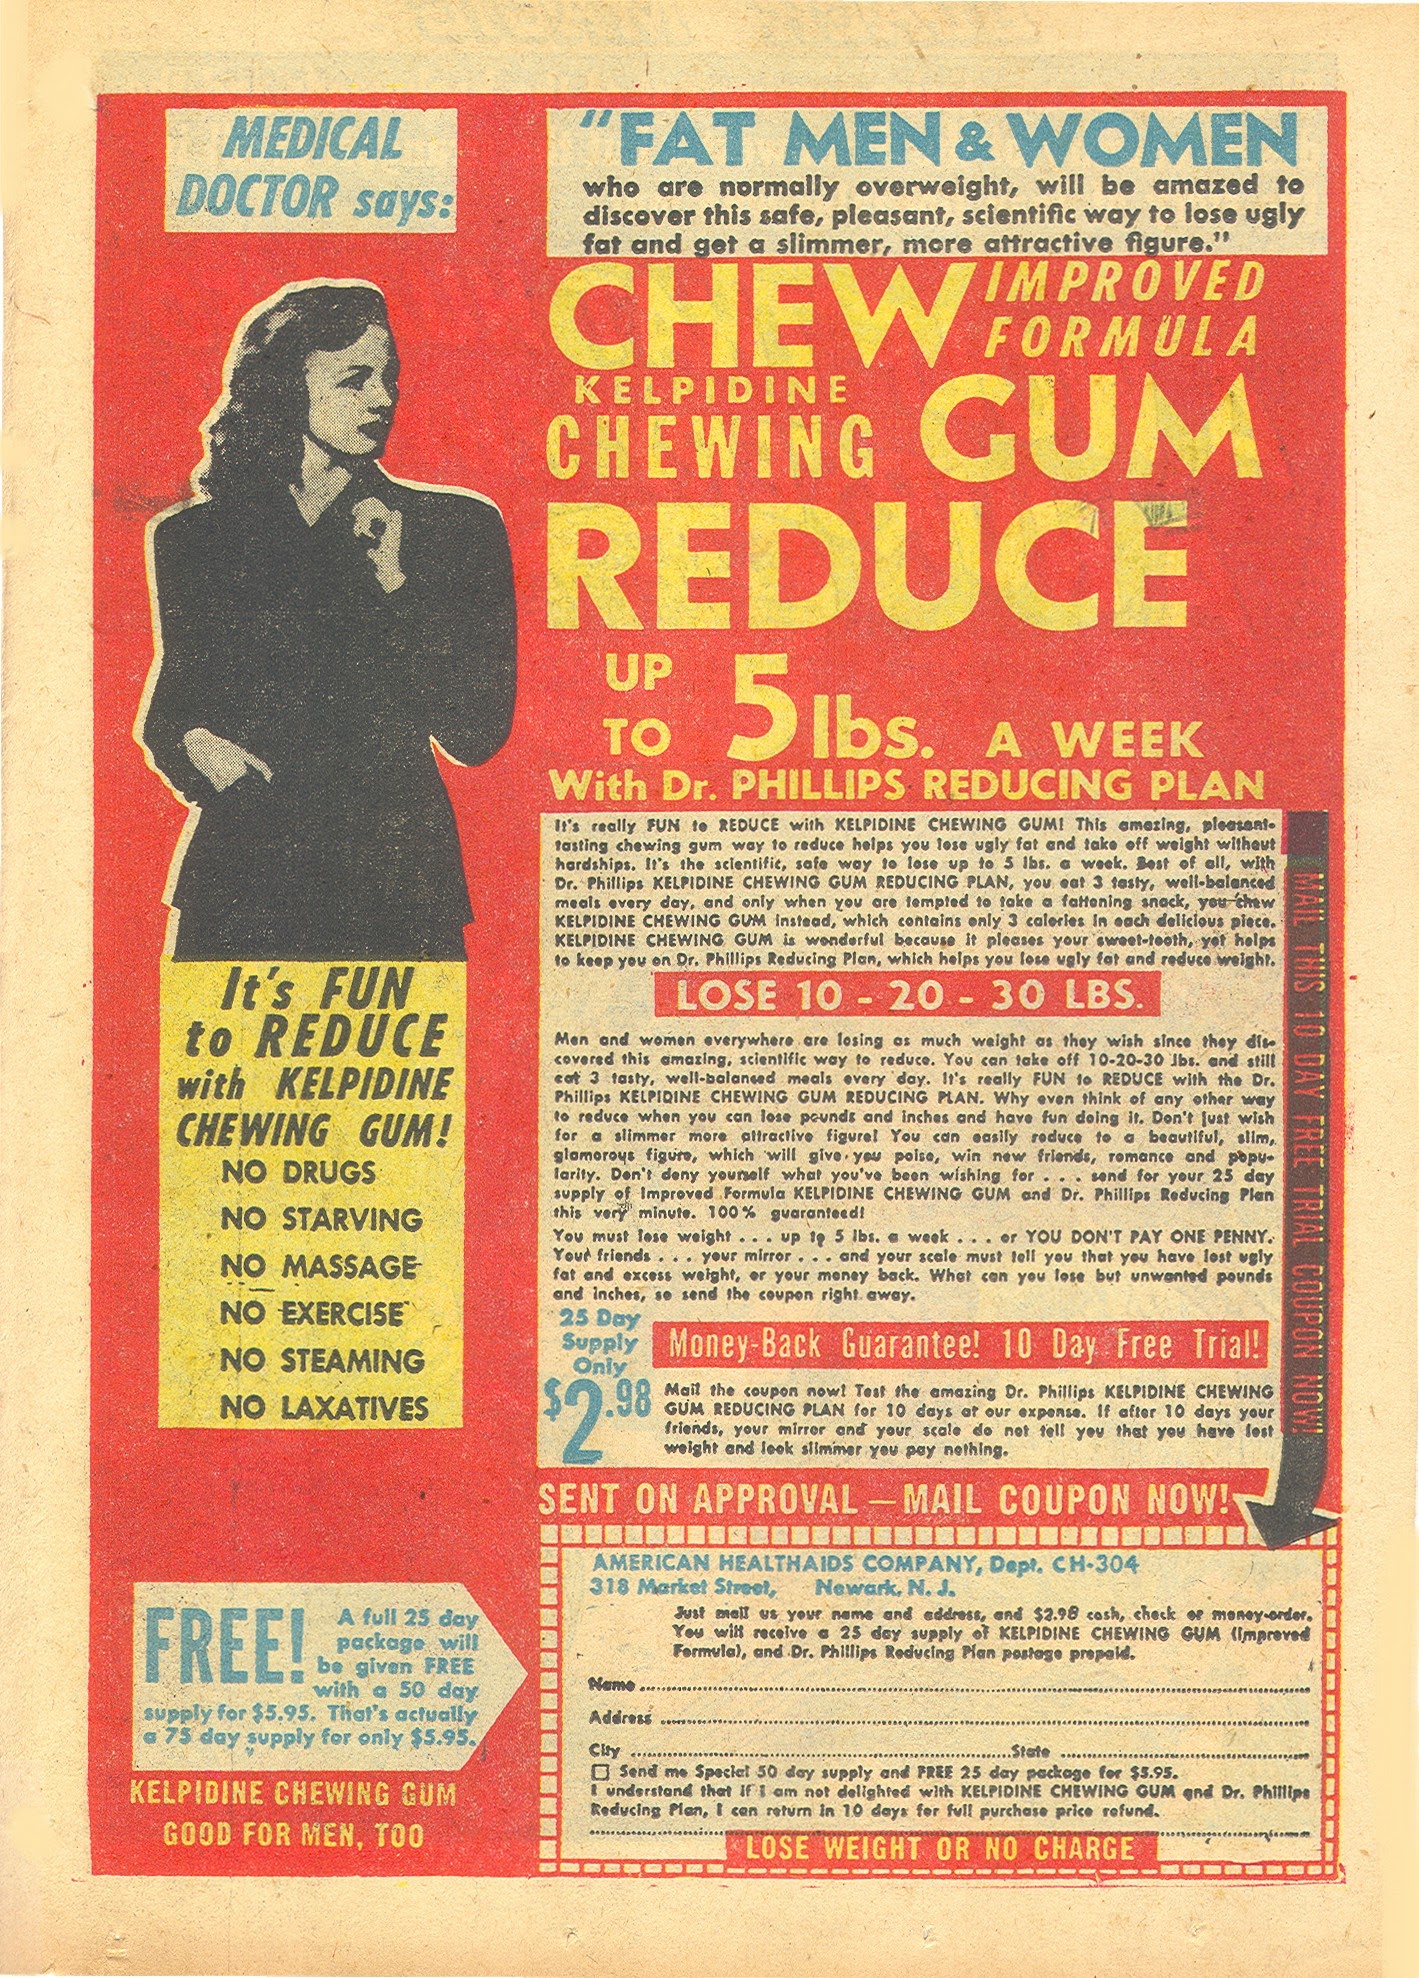 MEDICAL
DOCTOR says:
"FAT MEN & WOMEN
who are normally overweight, will be amazed to
discover this safe, pleasant, scientific way to lose ugly
fat and get a slimmer, more attractive figure."
CHEW IMPROVED
FORMULA
KELPIDINE
CHEWING GUM
REDUCE
UP
TO 5 lbs. A WEEK
With Dr. PHILLIPS REDUCING PLAN
It's really FUN to REDUCE with KELPIDINE CHEWING GUM! This amazing, pleasant-
tasting chewing gum way to reduce helps you lose ugly fat and take off weight without
hardships. It's the scientific, safe way to lose up to 5 lbs. a week. Best of all, with
Dr. Phillips KELPIDINE CHEWING GUM REDUCING PLAN, you eat 3 tasty, well-balanced
meals every day, and only when you are tempted to take a fattening snack, you chew
KELPIDINE CHEWING GUM instead, which contains only 3 calories in each delicious piece.
KELPIDINE CHEWING GUM is wonderful because it pleases your sweet-tooth, yet helps
to keep you on Dr. Phillips Reducing Plan, which helps you lose ugly fat and reduce weight.
LOSE 10 - 20 - 30 LBS.
Men and women everywhere are losing as much weight as they wish since they dis-
covered this amazing, scientific way to reduce. You can take off 10-20-30 lbs. and still
eat 3 tasty, well-balanced meals every day. It's really FUN to REDUCE with the Dr.
Phillips KELPIDINE CHEWING GUM REDUCING PLAN. Why even think of any other way
to reduce when you can lose pounds and inches and have fun doing it. Don't just wish
for a slimmer more attractive figure! You can easily reduce to a beautiful, slim,
glamorous figure, which will give you poise, win new friends, romance and popu-
larity. Don't deny yourself what you've been wishing for . . . send for your 25 day
supply of Improved Formula KELPIDINE CHEWING GUM and Dr. Phillips Reducing Plan
this very minute. 100% guaranteed!
You must lose weight . . . up to 5 lbs. a week . . . or YOU DON'T PAY ONE PENNY.
Your friends . . . your mirror . . . and your scale must tell you that you have lost ugly
fat and excess weight, or your money back. What can you lose but unwanted pounds
and inches, so send the coupon right away.
25 Day
Supply
Only
$2.98
Money-Back Guarantee! 10 Day Free Trial!
Mail the coupon now! Test the amazing Dr. Phillips KELPIDINE CHEWING
GUM REDUCING PLAN for 10 days at our expense. If after 10 days your
friends, your mirror and your scale do not tell you that you have lost
weight and look slimmer you pay nothing.
MAIL THIS 10 DAY FREE TRIAL COUPON NOW!
SENT ON APPROVAL — MAIL COUPON NOW!
AMERICAN HEALTHAIDS COMPANY, Dept. CH-304
318 Market Street, Newark, N. J.
Just mail us your name and address, and $2.98 cash, check or money-order.
You will receive a 25 day supply of KELPIDINE CHEWING GUM (Improved
Formula), and Dr. Phillips Reducing Plan postage prepaid.
Name
Address
City State
Send me Special 50 day supply and FREE 25 day package for $5.95.
I understand that if I am not delighted with KELPIDINE CHEWING GUM and Dr. Phillips
Reducing Plan, I can return in 10 days for full purchase price refund.
LOSE WEIGHT OR NO CHARGE
It's FUN
to REDUCE
with KELPIDINE
CHEWING GUM!
NO DRUGS
NO STARVING
NO MASSAGE
NO EXERCISE
NO STEAMING
NO LAXATIVES
FREE! A full 25 day
package will
be given FREE
with a 50 day
supply for $5.95. That's actually
a 75 day supply for only $5.95.
KELPIDINE CHEWING GUM
GOOD FOR MEN, TOO